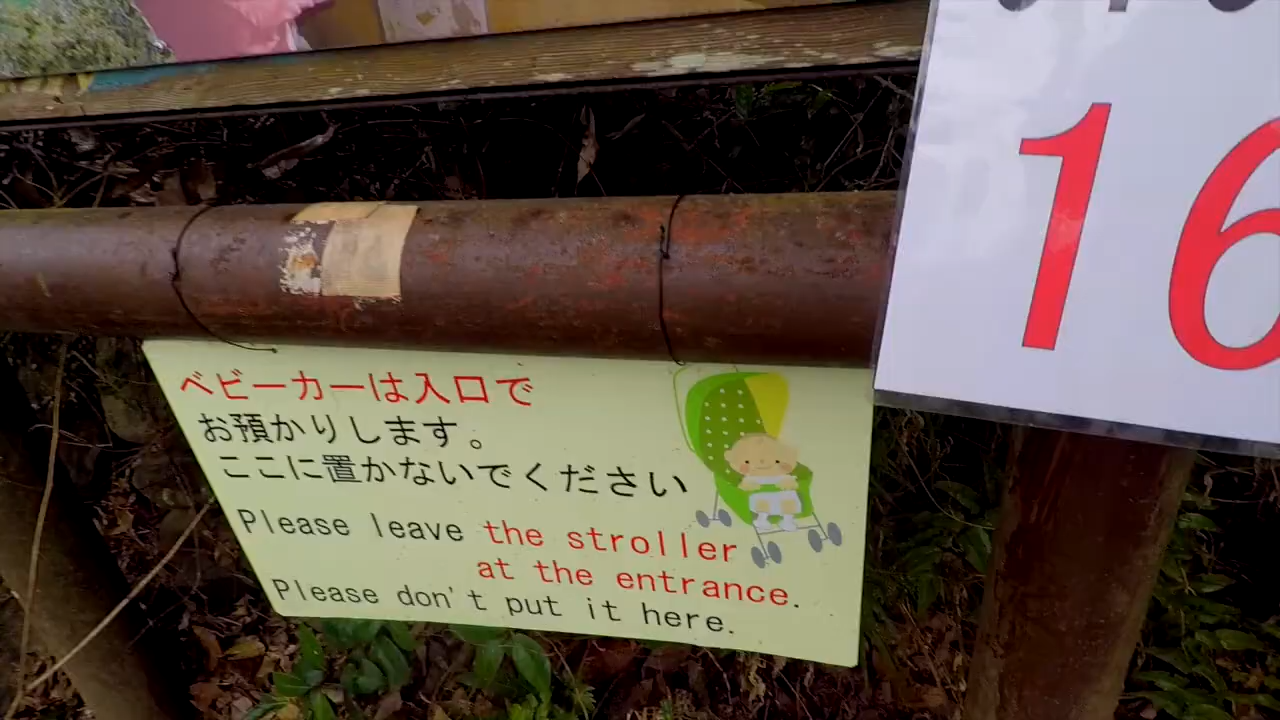 ベビーカーは入口で
お預かりします。
ここに置かないでください
Please leave the stroller
at the entrance.
Please don't put it here.
16